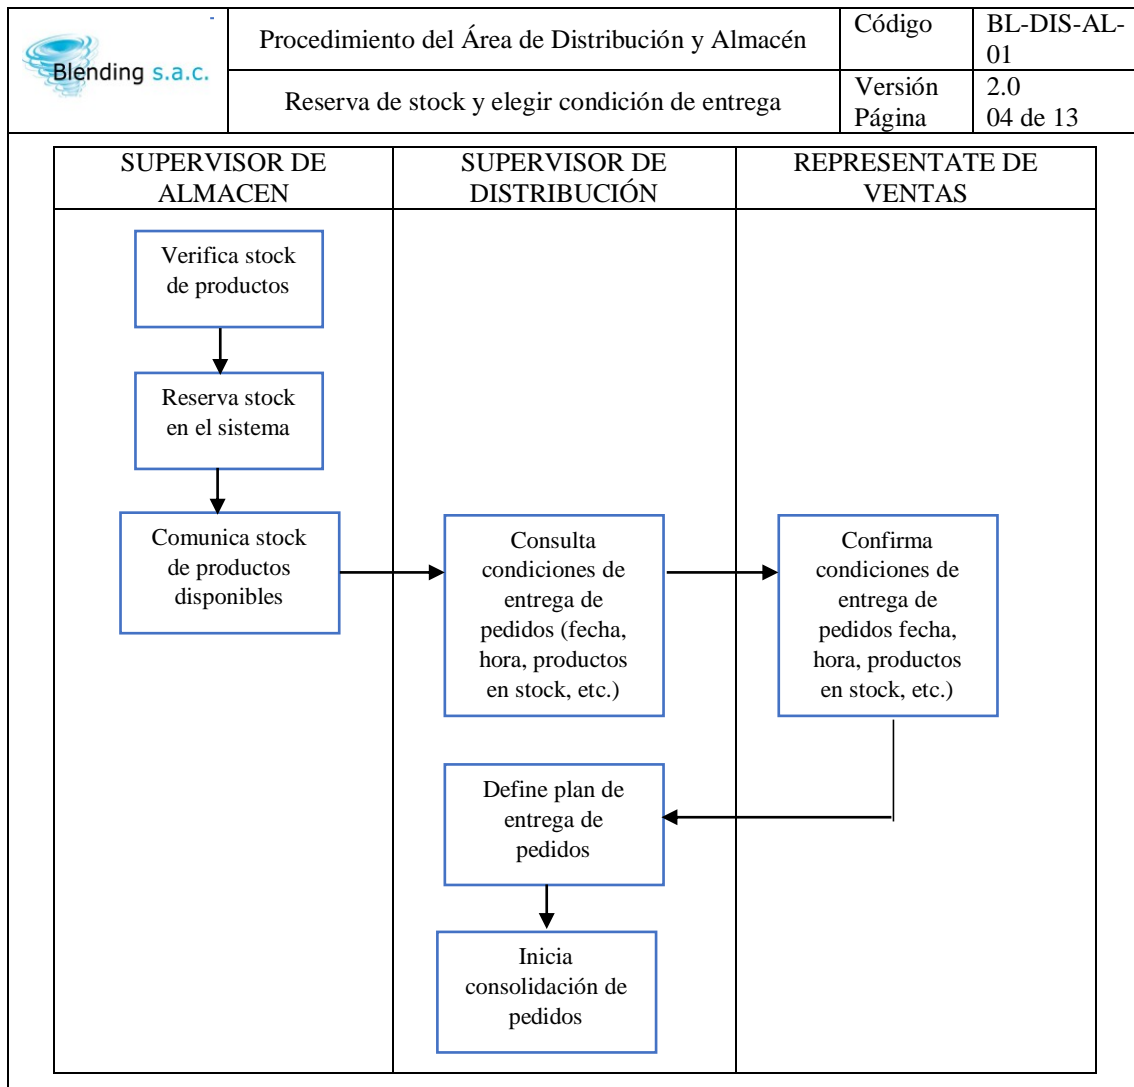 Blending s.a.c.
Procedimiento del Área de Distribución y Almacén
Código
BL-DIS-AL-
01
Reserva de stock y elegir condición de entrega
Versión
2.0
Página
04 de 13
SUPERVISOR DE
ALMACEN
SUPERVISOR DE
DISTRIBUCIÓN
REPRESENTATE DE
VENTAS
Verifica stock
de productos
Reserva stock
en el sistema
Comunica stock
de productos
disponibles
Consulta
condiciones de
entrega de
pedidos (fecha,
hora, productos
en stock, etc.)
Confirma
condiciones de
entrega de
pedidos fecha,
hora, productos
en stock, etc.)
Define plan de
entrega de
pedidos
Inicia
consolidación de
pedidos